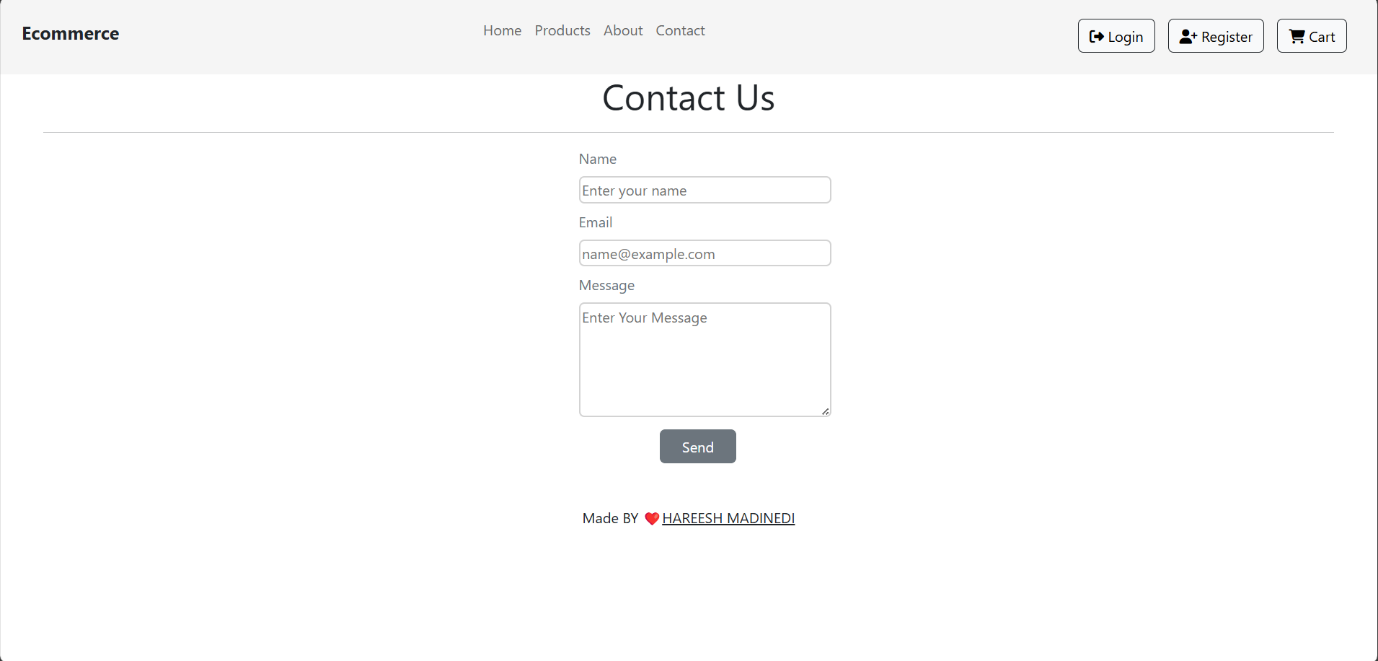 Ecommerce
Home Products About Contact
Login Register Cart
Contact Us
Name
Enter your name
Email
name@example.com
Message
Enter Your Message
Send
Made BY ❤️ HAREESH MADINEDI